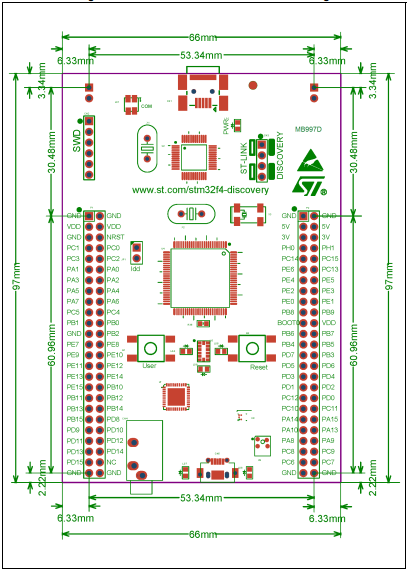 66mm
6.33mm
53.34mm
6.33mm
3.34mm
3.34mm
COM
PWRE
MB997D
SWD
ST-LINK
DISCOVERY
30.48mm
30.48mm
www.st.com/stm32f4-discovery
GND GND GND GND
VDD VDD 5V 5V
GND NRST 3V 3V
PC1 PC0 PH0 PH1
PC3 PC2 PC14 PC15
Idd
PA1 PA0 PE6 PC13
PA3 PA2 PE4 PE5
PA5 PA4 PE2 PE3
PA7 PA6 PE0 PE1
PC5 PC4 PB8 PB9
PB1 PB0 BOOT0 VDD
GND PB2 PB6 PB7
PE7 PE8 PB4 PB5
PE9 PE10 PD7 PB3
PE11 PE12 PD5 PD6
User
Reset
PE13 PE14 PD3 PD4
PE15 PB10 PD1 PD2
PB11 PB12 PC12 PD0
PB13 PB14 PC10 PC11
PB15 PD8 PA14 PA15
PD9 PD10 PA10 PA13
PD11 PD12 PA8 PA9
PD13 PD14 PC8 PC9
PD15 NC PC6 PC7
GND GND GND GND
97mm
60.96mm
60.96mm
97mm
2.22mm
2.22mm
53.34mm
6.33mm
6.33mm
66mm